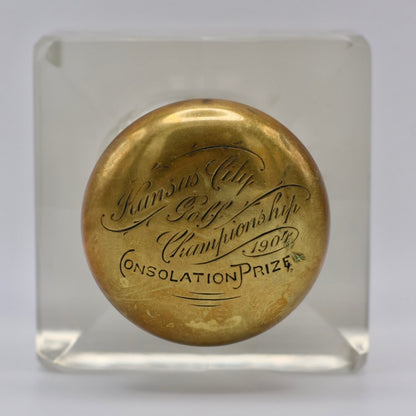 Kansas City
Golf
Championship
1904
CONSOLATION PRIZE